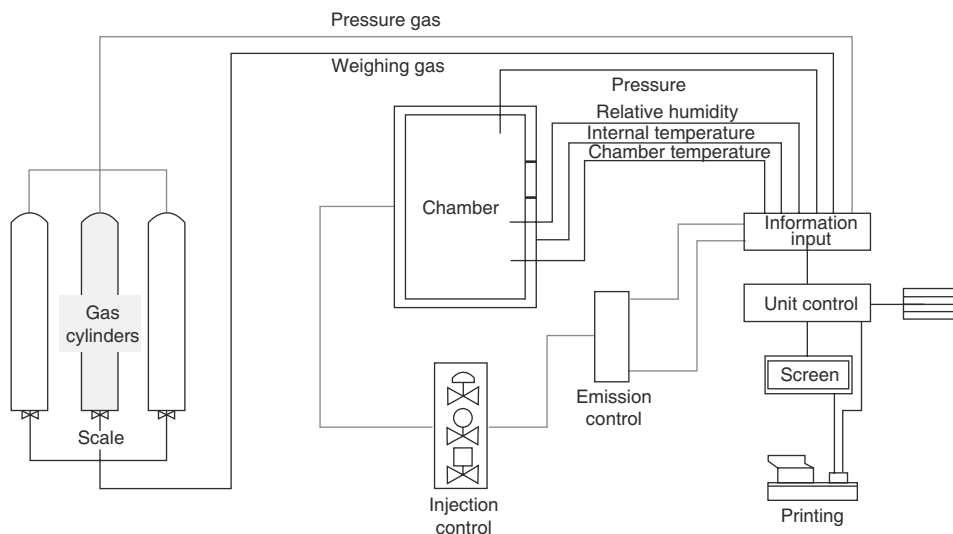 Pressure gas
Weighing gas
Pressure
Relative humidity
Internal temperature
Chamber temperature
Chamber
Information
input
Gas
cylinders
Unit control
Screen
Emission
control
Scale
Injection
control
Printing